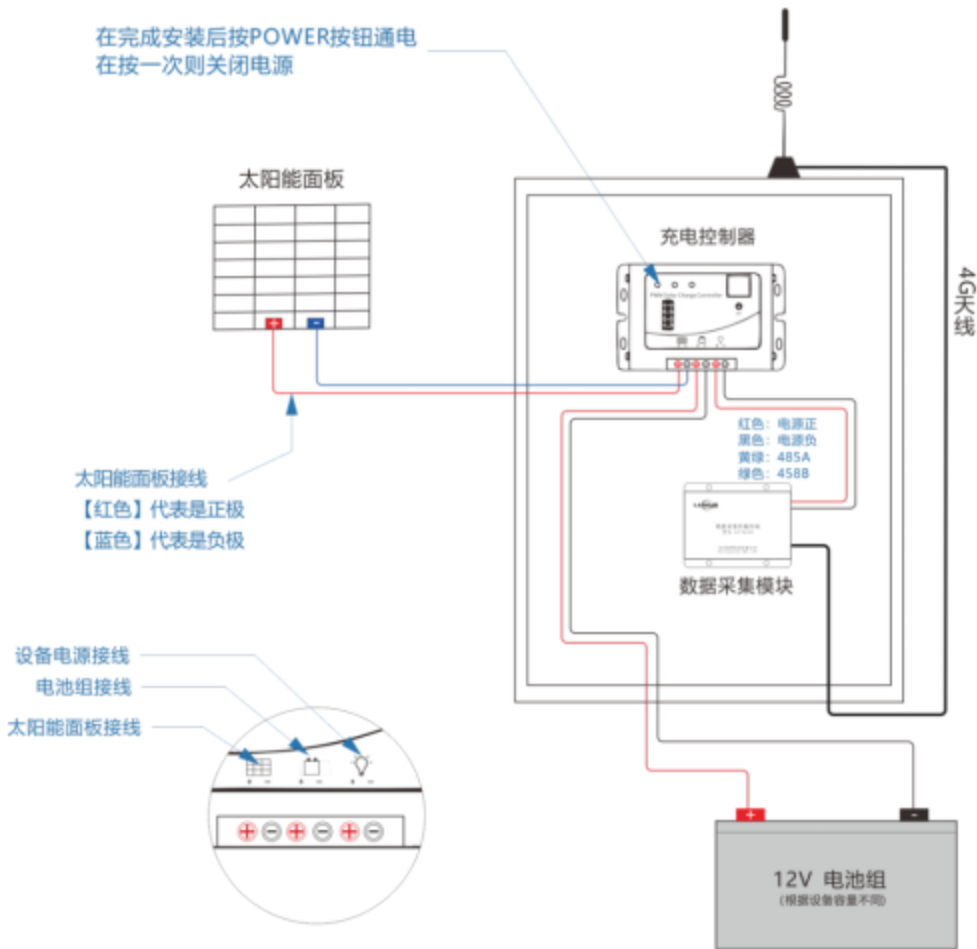 在完成安装后按POWER按钮通电
在按一次则关闭电源
太阳能面板
充电控制器
PWM Solar Charge Controller
4G天线
红色：电源正
黑色：电源负
黄绿：485A
绿色：458B
太阳能面板接线
【红色】代表是正极
【蓝色】代表是负极
数据采集模块
设备电源接线
电池组接线
太阳能面板接线
12V 电池组
(根据设备容量不同)